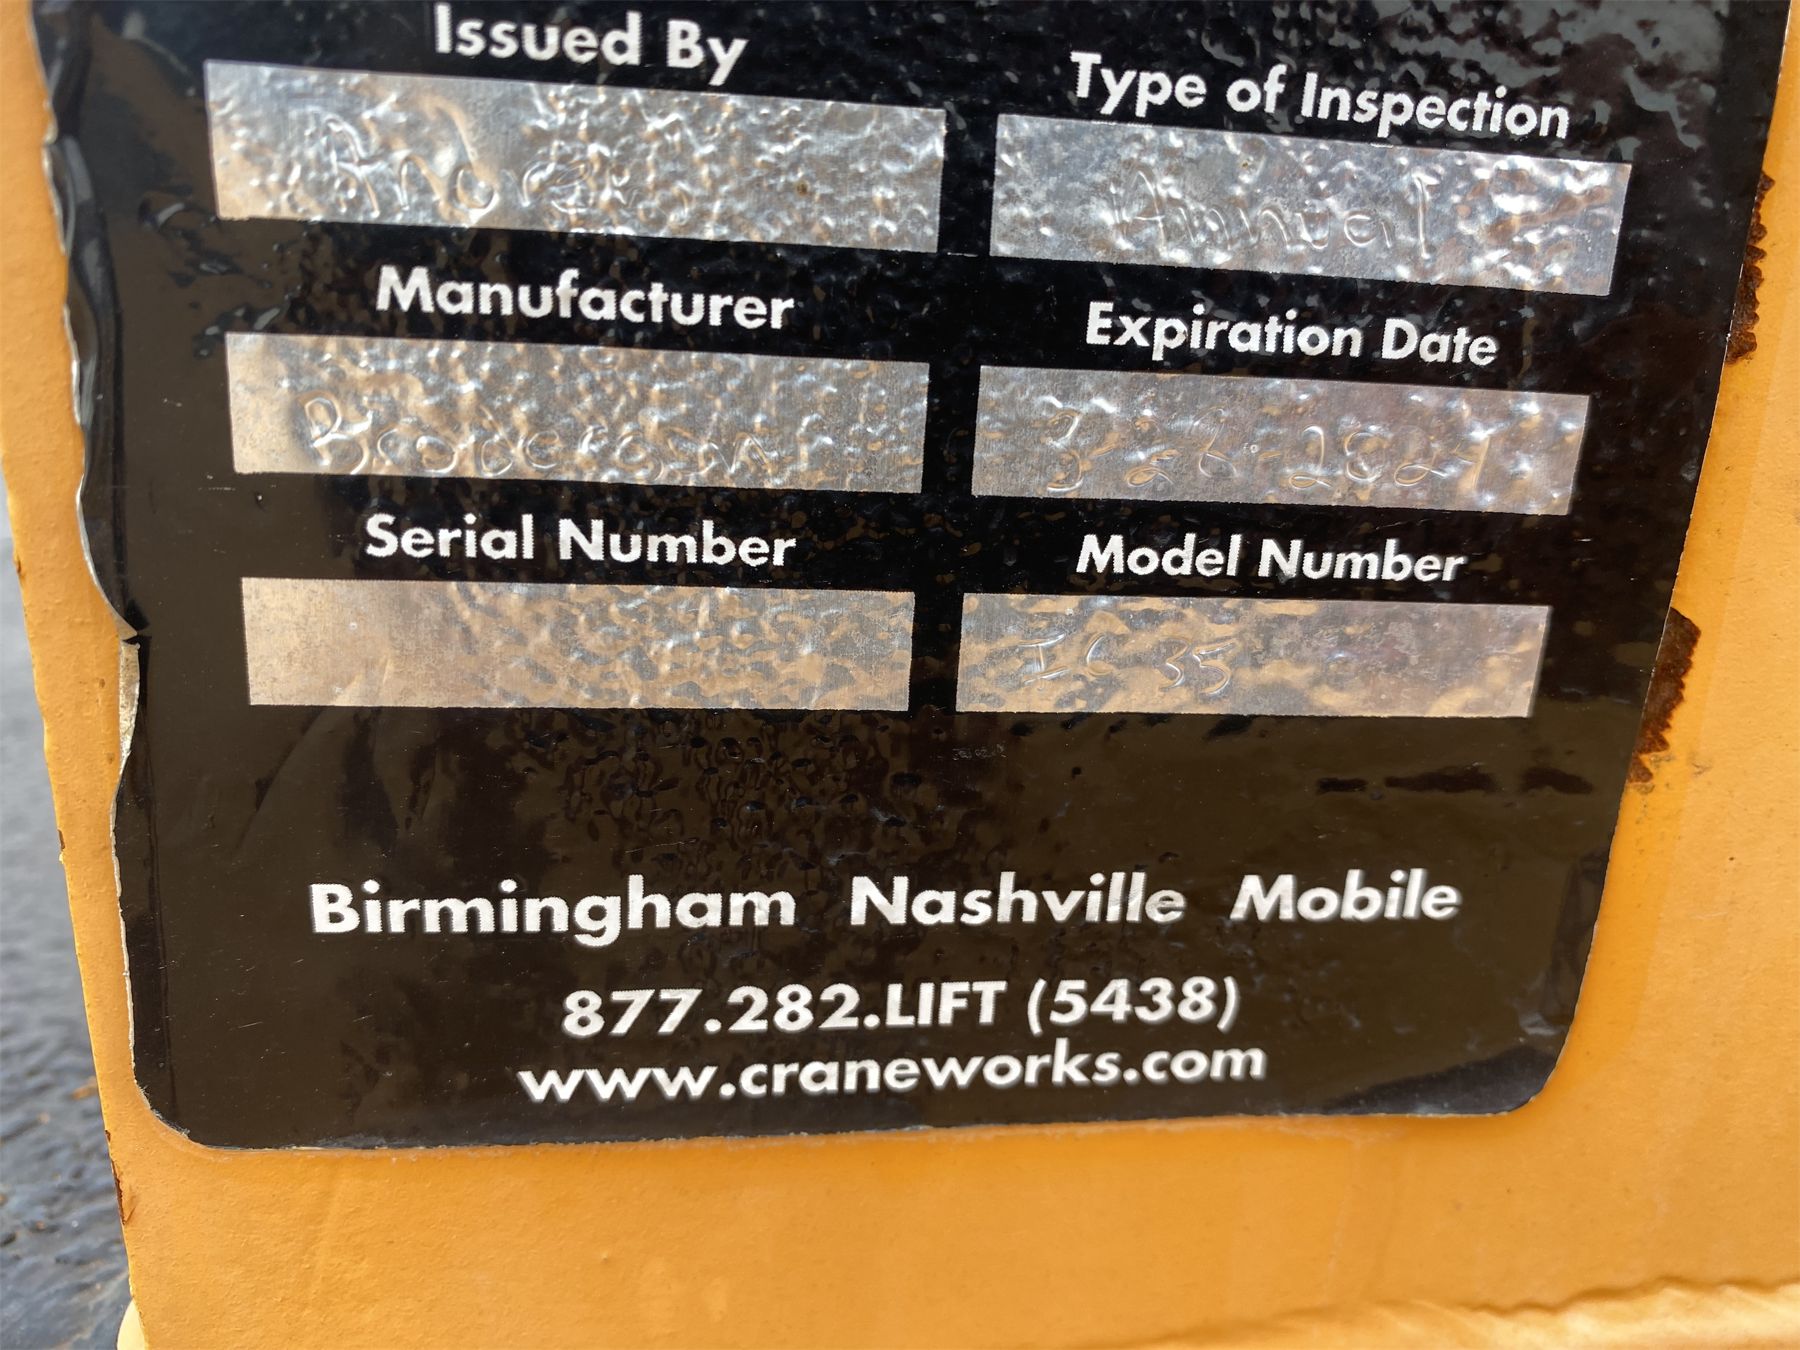 Issued By
Type of Inspection
Annual
Manufacturer
Expiration Date
Broderson
Serial Number
Model Number
IC 35
Birmingham Nashville Mobile
877.282.LIFT (5438)
www.craneworks.com